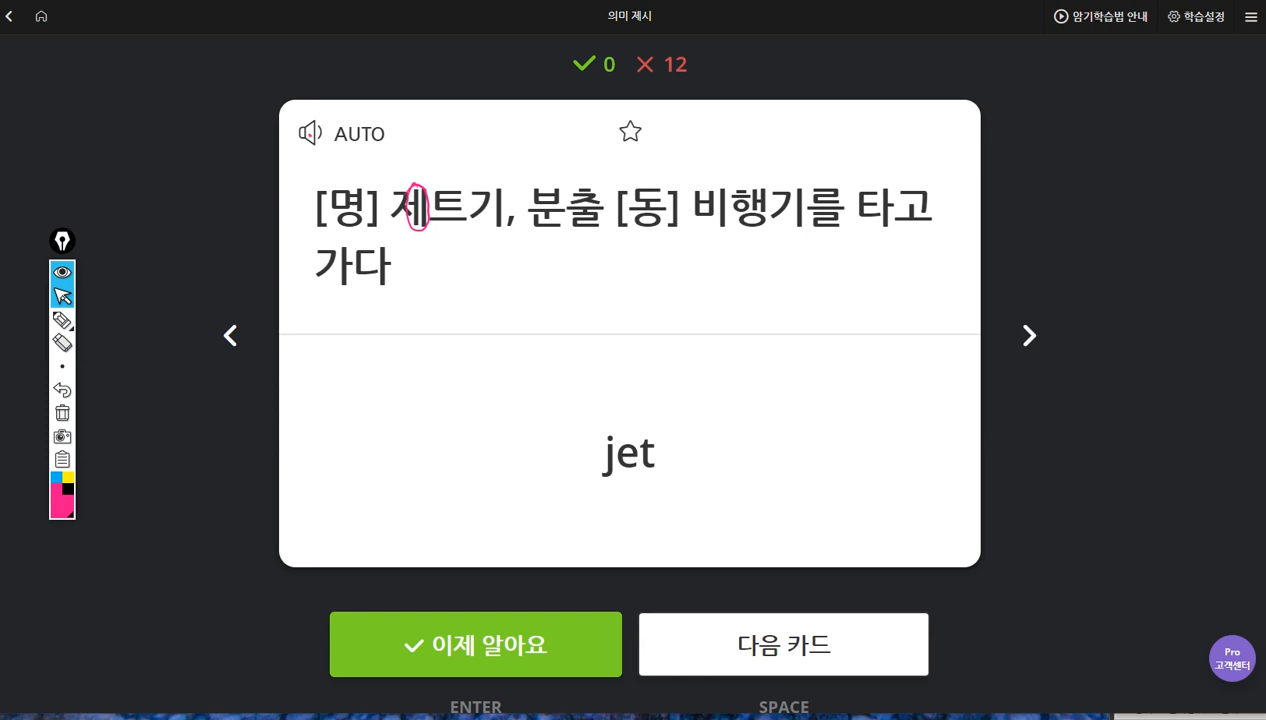 의미 제시
암기학습법 안내
학습설정
0
12
AUTO
[명] 제트기, 분출 [동] 비행기를 타고
가다
jet
이제 알아요
다음 카드
ENTER
SPACE
Pro
고객센터